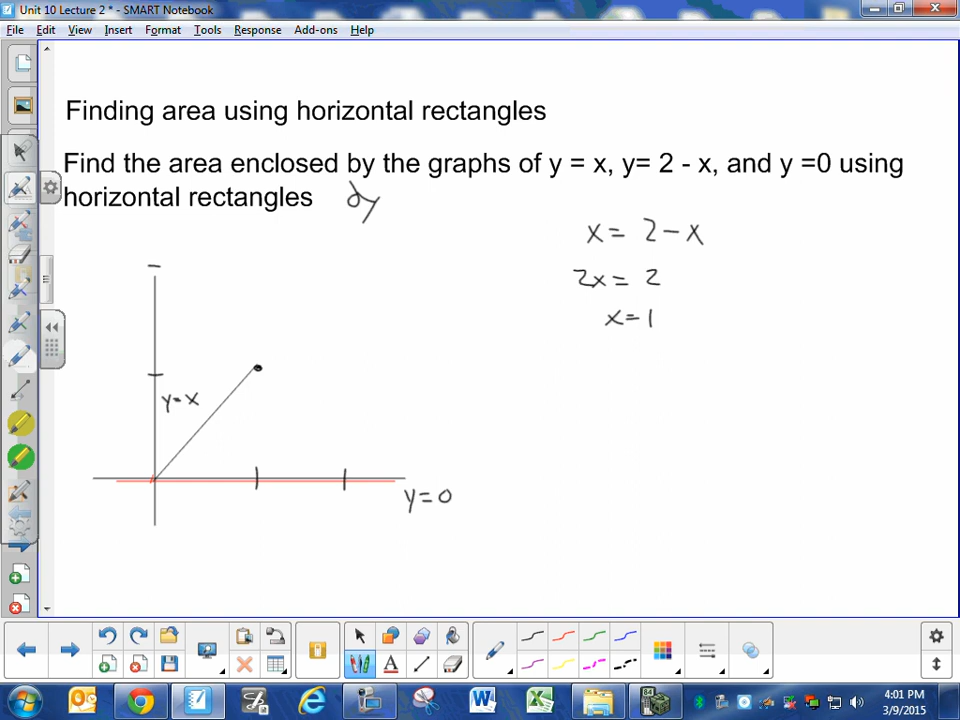 Unit 10 Lecture 2 * - SMART Notebook
File Edit View Insert Format Tools Response Add-ons Help
Finding area using horizontal rectangles
Find the area enclosed by the graphs of y = x, y= 2 - x, and y =0 using
horizontal rectangles dy
x = 2 - x
2x = 2
x = 1
y = x
y = 0
A
84
4:01 PM
3/9/2015